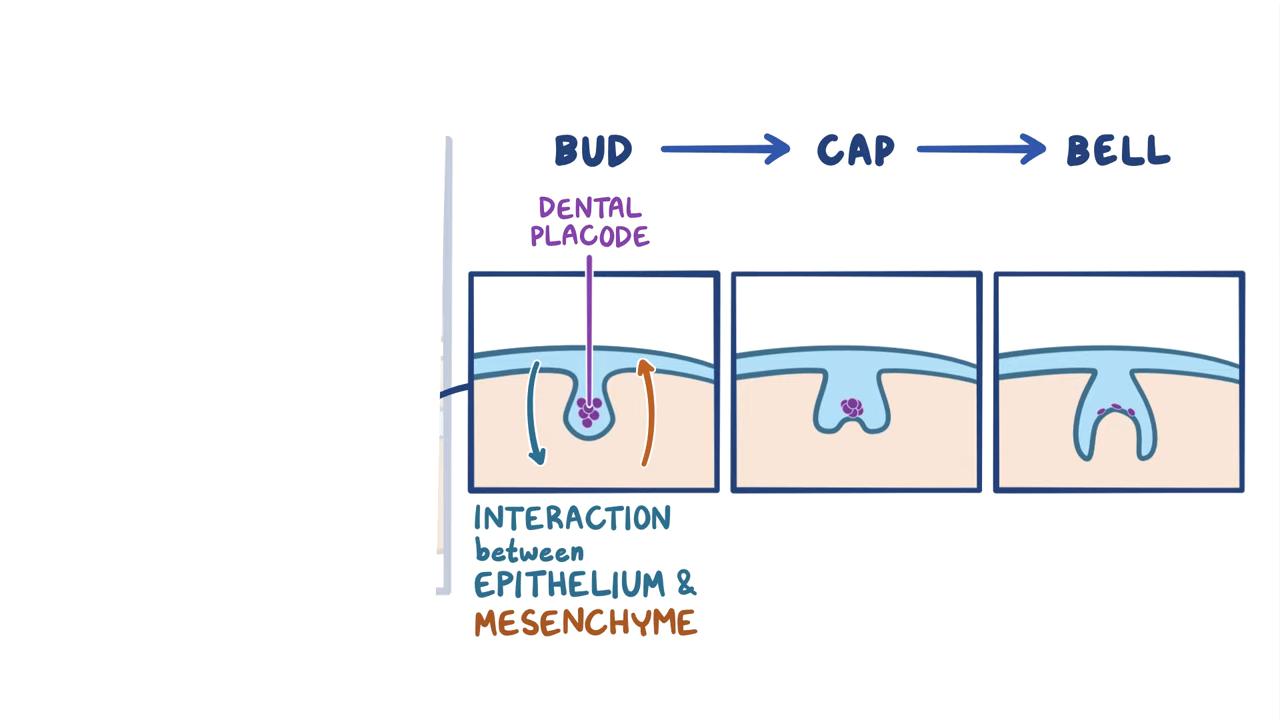 BUD → CAP → BELL
DENTAL
PLACODE
INTERACTION
between
EPITHELIUM &
MESENCHYME